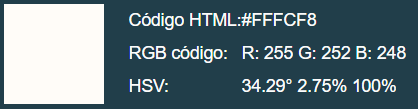 Código HTML:#FFFCF8
RGB código: R: 255 G: 252 B: 248
HSV: 34.29° 2.75% 100%